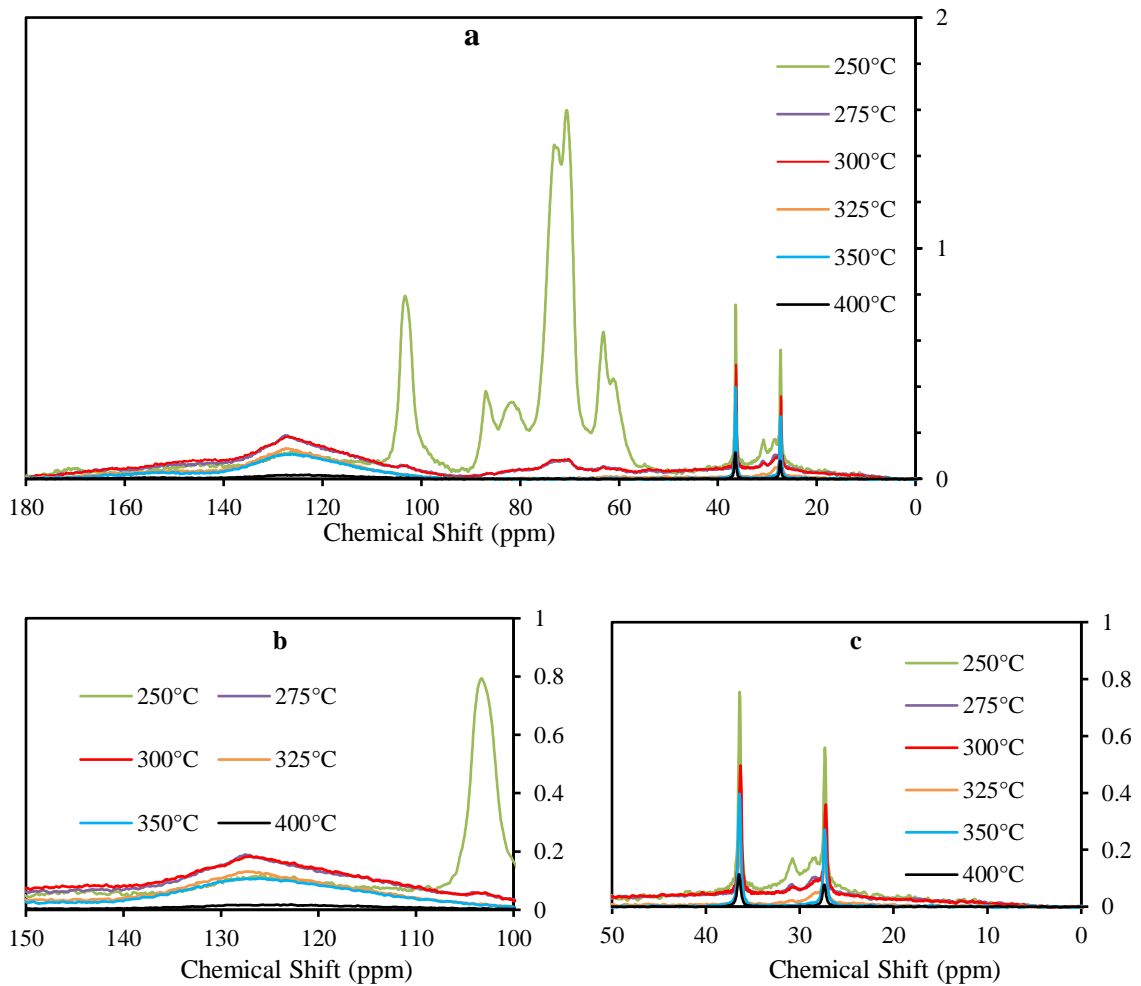 a
2
250°C
275°C
300°C
325°C
350°C
400°C
1
0
180 160 140 120 100 80 60 40 20 0
Chemical Shift (ppm)
b
1
250°C 275°C
0.8
300°C 325°C
0.6
350°C 400°C
0.4
0.2
0
150 140 130 120 110 100
Chemical Shift (ppm)
c
1
250°C
275°C
0.8
300°C
0.6
325°C
350°C
0.4
400°C
0.2
0
50 40 30 20 10 0
Chemical Shift (ppm)